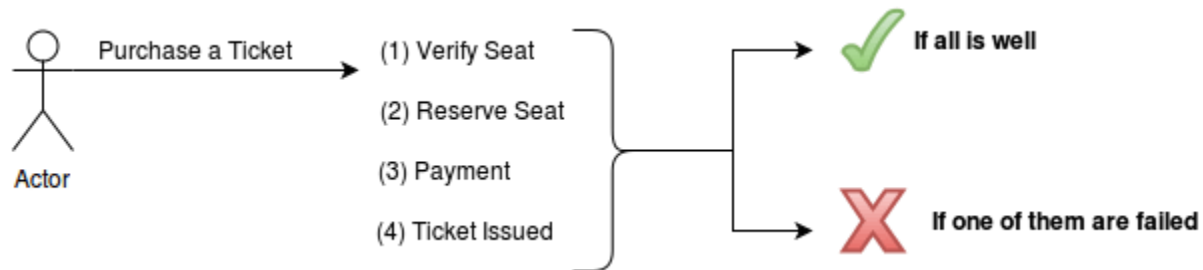 Purchase a Ticket
Actor
(1) Verify Seat
(2) Reserve Seat
(3) Payment
(4) Ticket Issued
If all is well
If one of them are failed